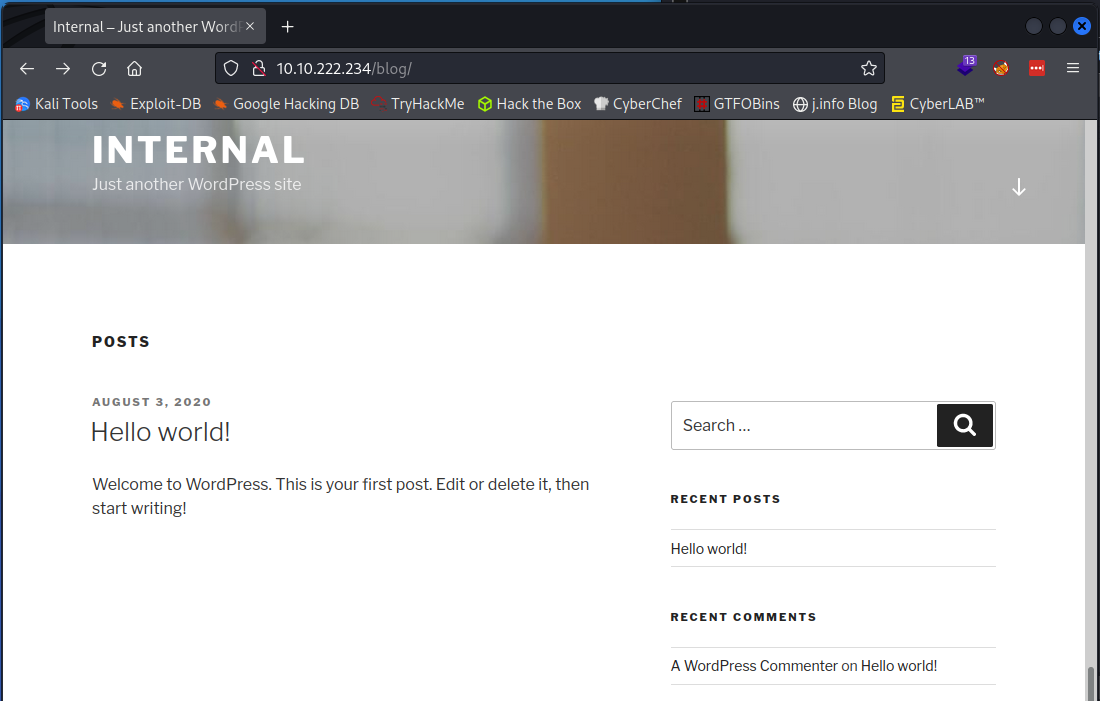 Internal – Just another Word
13
10.10.222.234/blog/
Kali Tools Exploit-DB Google Hacking DB TryHackMe Hack the Box CyberChef GTFOBins j.info Blog CyberLAB™
INTERNAL
Just another WordPress site
POSTS
AUGUST 3, 2020
Hello world!
Welcome to WordPress. This is your first post. Edit or delete it, then
start writing!
Search …
RECENT POSTS
Hello world!
RECENT COMMENTS
A WordPress Commenter on Hello world!